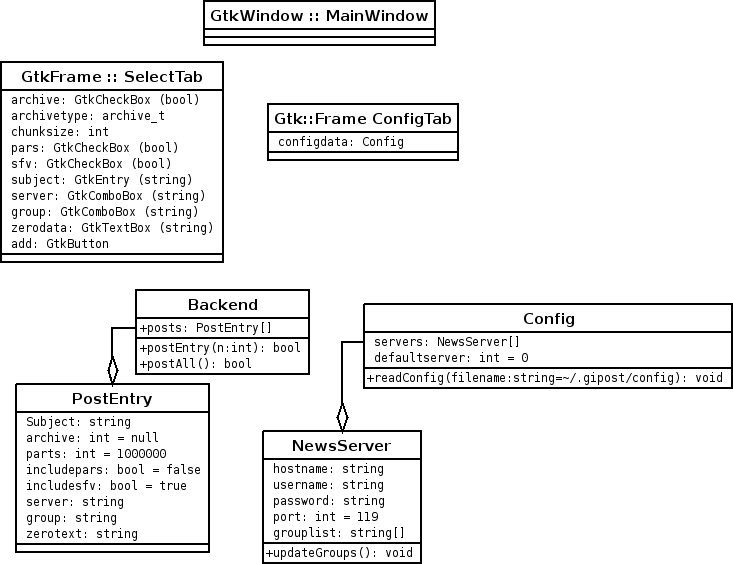 GtkWindow :: MainWindow
GtkFrame :: SelectTab
archive: GtkCheckBox (bool)
archivetype: archive_t
chunksize: int
pars: GtkCheckBox (bool)
sfv: GtkCheckBox (bool)
subject: GtkEntry (string)
server: GtkComboBox (string)
group: GtkComboBox (string)
zerodata: GtkTextBox (string)
add: GtkButton
Gtk::Frame ConfigTab
configdata: Config
Backend
+posts: PostEntry[]
+postEntry(n:int): bool
+postAll(): bool
Config
servers: NewsServer[]
defaultserver: int = 0
+readConfig(filename:string=~/.gipost/config): void
PostEntry
Subject: string
archive: int = null
parts: int = 1000000
includepars: bool = false
includesfv: bool = true
server: string
group: string
zerotext: string
NewsServer
hostname: string
username: string
password: string
port: int = 119
grouplist: string[]
+updateGroups(): void